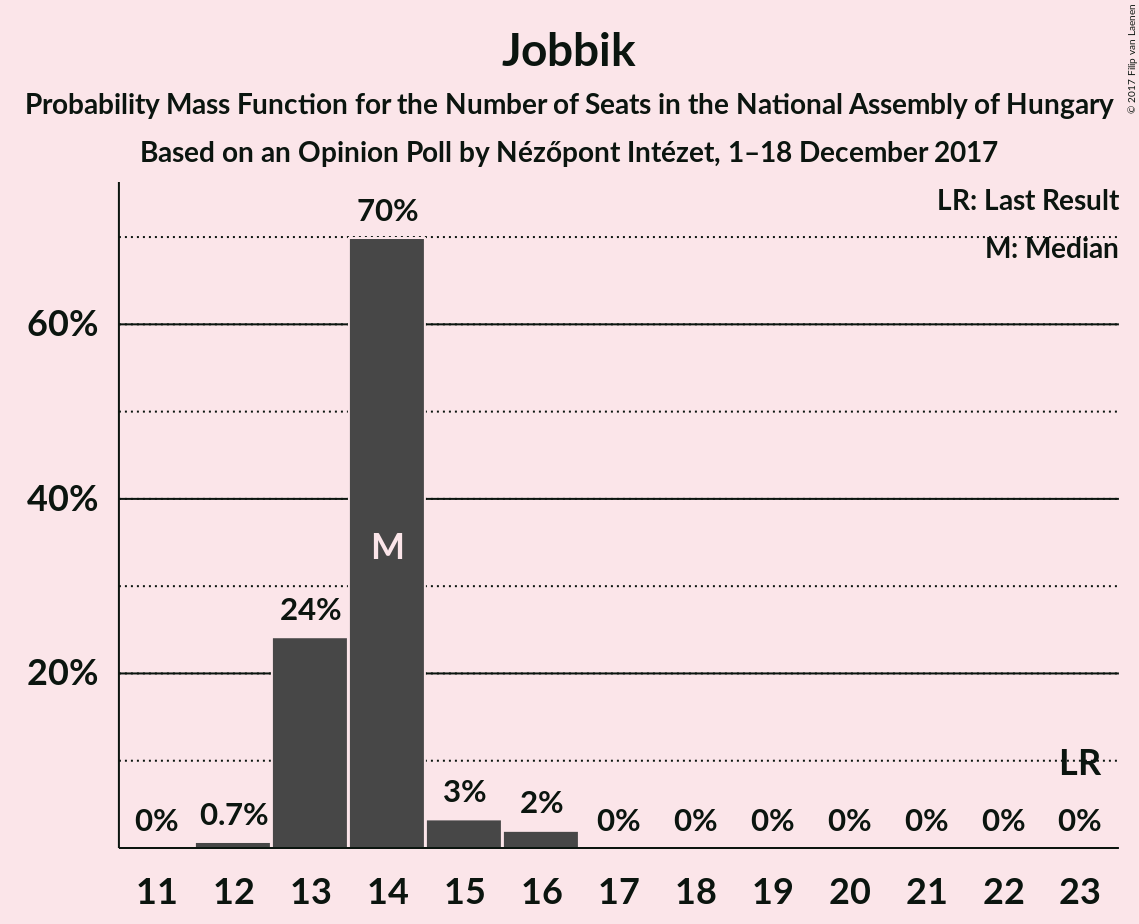 Jobbik
Probability Mass Function for the Number of Seats in the National Assembly of Hungary
Based on an Opinion Poll by Nézőpont Intézet, 1–18 December 2017
© 2017 Filip van Laenen
LR: Last Result
M: Median
60%
40%
20%
0% 0.7% 24% 70% 3% 2% 0% 0% 0% 0% 0% 0% 0%
M
LR
11 12 13 14 15 16 17 18 19 20 21 22 23